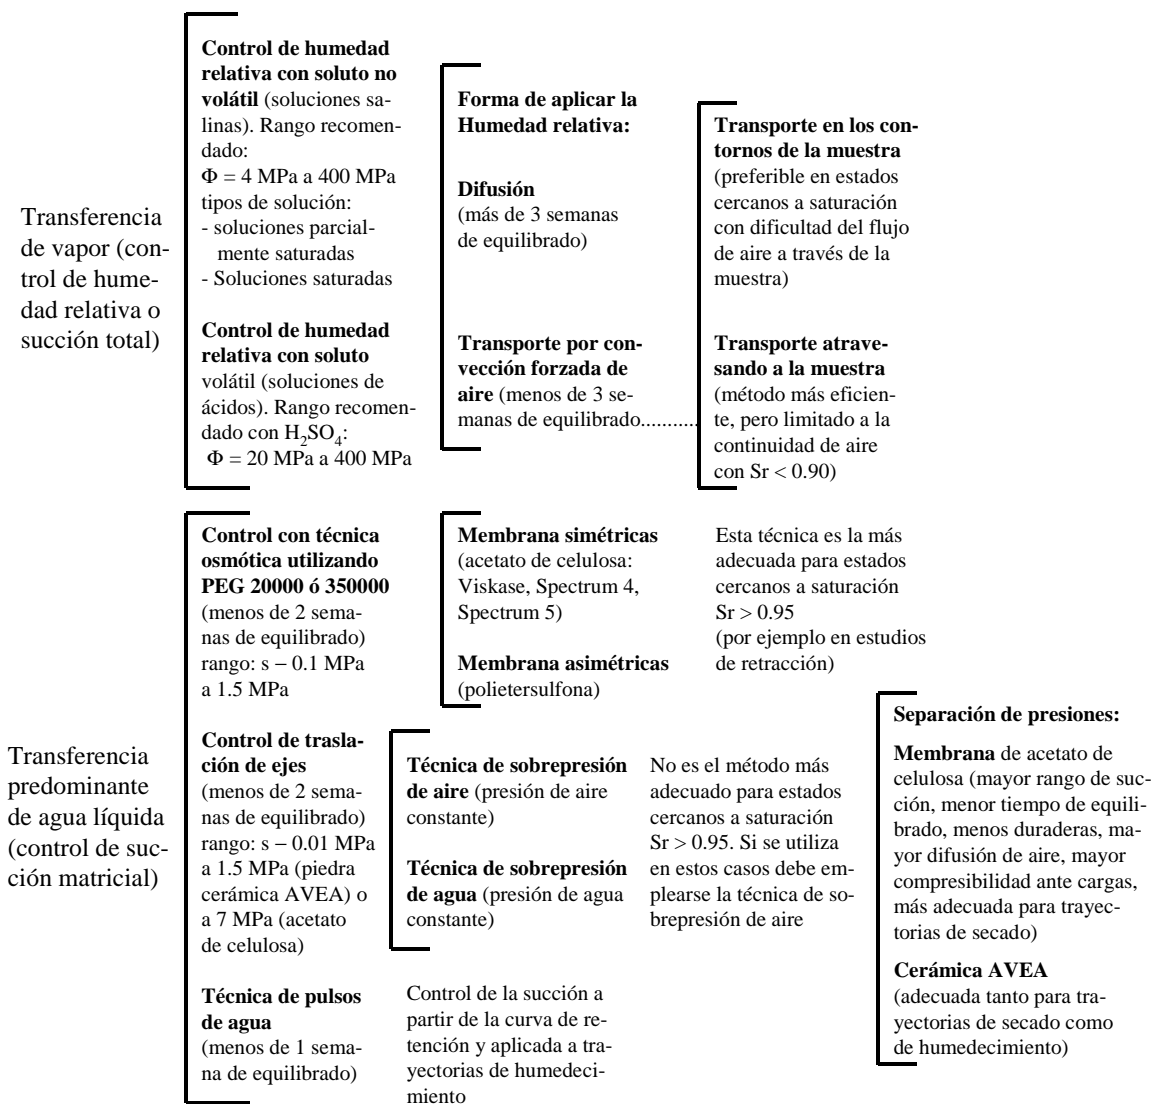 Transferencia
de vapor (con-
trol de hume-
dad relativa o
succión total)
Control de humedad
relativa con soluto no
volátil (soluciones sa-
linas). Rango recomen-
dado:
Φ = 4 MPa a 400 MPa
tipos de solución:
- soluciones parcial-
mente saturadas
- Soluciones saturadas
Control de humedad
relativa con soluto
volátil (soluciones de
ácidos). Rango recomen-
dado con H₂SO₄:
Φ = 20 MPa a 400 MPa
Forma de aplicar la
Humedad relativa:
Difusión
(más de 3 semanas
de equilibrado)
Transporte por con-
vección forzada de
aire (menos de 3 se-
manas de equilibrado...........
Transporte en los con-
tornos de la muestra
(preferible en estados
cercanos a saturación
con dificultad del flujo
de aire a través de la
muestra)
Transporte atrave-
sando a la muestra
(método más eficien-
te, pero limitado a la
continuidad de aire
con Sr < 0.90)
Transferencia
predominante
de agua líquida
(control de suc-
ción matricial)
Control con técnica
osmótica utilizando
PEG 20000 ó 350000
(menos de 2 sema-
nas de equilibrado)
rango: s − 0.1 MPa
a 1.5 MPa
Membrana simétricas
(acetato de celulosa:
Viskase, Spectrum 4,
Spectrum 5)
Membrana asimétricas
(polietersulfona)
Esta técnica es la más
adecuada para estados
cercanos a saturación
Sr > 0.95
(por ejemplo en estudios
de retracción)
Control de trasla-
ción de ejes
(menos de 2 sema-
nas de equilibrado)
rango: s − 0.01 MPa
a 1.5 MPa (piedra
cerámica AVEA) o
a 7 MPa (acetato
de celulosa)
Técnica de sobrepresión
de aire (presión de aire
constante)
Técnica de sobrepresión
de agua (presión de agua
constante)
No es el método más
adecuado para estados
cercanos a saturación
Sr > 0.95. Si se utiliza
en estos casos debe em-
plearse la técnica de so-
brepresión de aire
Separación de presiones:
Membrana de acetato de
celulosa (mayor rango de suc-
ción, menor tiempo de equili-
brado, menos duraderas, ma-
yor difusión de aire, mayor
compresibilidad ante cargas,
más adecuada para trayec-
torias de secado)
Cerámica AVEA
(adecuada tanto para tra-
yectorias de secado como
de humedecimiento)
Técnica de pulsos
de agua
(menos de 1 sema-
na de equilibrado)
Control de la succión a
partir de la curva de re-
tención y aplicada a tra-
yectorias de humedeci-
miento